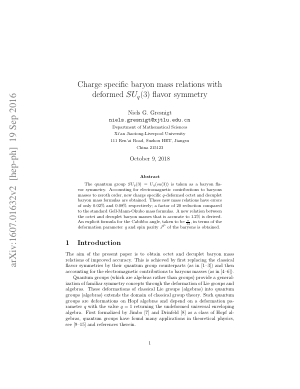 Charge specific baryon mass relations with
deformed SU_q(3) flavor symmetry
Niels G. Gresnigt
niels.gresnigt@xjtlu.edu.cn
Department of Mathematical Sciences
Xi'an Jiaotong-Liverpool University
111 Ren'ai Road, Suzhou HET, Jiangsu
China 215123
October 9, 2018
Abstract
The quantum group SU_q(3) = U_q(su(3)) is taken as a baryon fla-
vor symmetry. Accounting for electromagnetic contributions to baryons
masses to zeroth order, new charge specific q-deformed octet and decuplet
baryon mass formulas are obtained. These new mass relations have errors
of only 0.02% and 0.08% respectively; a factor of 20 reduction compared
to the standard Gell-Mann-Okubo mass formulas. A new relation between
the octet and decuplet baryon masses that is accurate to 1.2% is derived.
An explicit formula for the Cabibbo angle, taken to be
, in terms of the
deformation parameter q and spin parity J^P of the baryons is obtained.
1 Introduction
The aim of the present paper is to obtain octet and decuplet baryon mass
relations of improved accuracy. This is achieved by first replacing the classical
flavor symmetries by their quantum group counterparts (as in [1–3]) and then
accounting for the electromagnetic contributions to baryon masses (as in [4–6]).
Quantum groups (which are algebras rather than groups) provide a general-
isation of familiar symmetry concepts through the deformation of Lie groups and
algebras. These deformations of classical Lie groups (algebras) into quantum
groups (algebras) extends the domain of classical group theory. Such quantum
groups are deformations on Hopf algebras and depend on a deformation pa-
rameter q with the value q = 1 returning the undeformed universal enveloping
algebra. First formalized by Jimbo [7] and Drinfeld [8] as a class of Hopf al-
gebras, quantum groups have found many applications in theoretical physics,
see [9–15] and references therein.
1
arXiv:1607.01632v2 [hep-ph] 19 Sep 2016